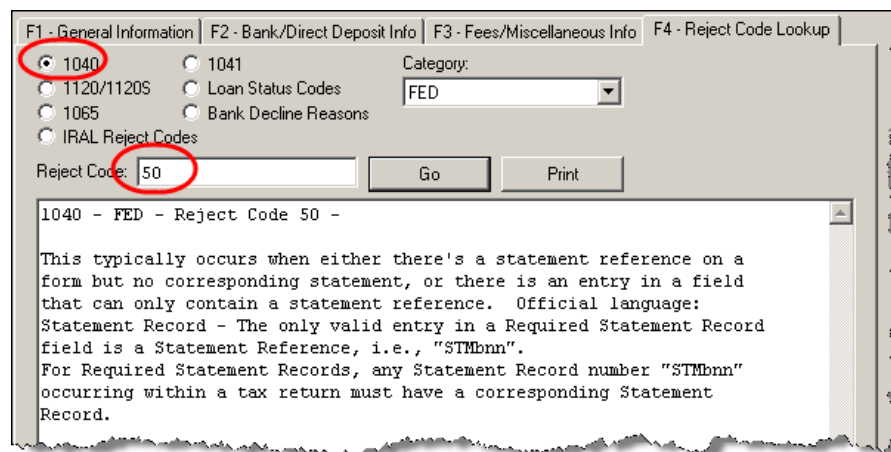 F1 - General Information F2 - Bank/Direct Deposit Info F3 - Fees/Miscellaneous Info F4 - Reject Code Lookup
1040 1041 Category:
1120/1120S Loan Status Codes FED
1065 Bank Decline Reasons
IRAL Reject Codes
Reject Code: 50 Go Print
1040 - FED - Reject Code 50 -
This typically occurs when either there's a statement reference on a
form but no corresponding statement, or there is an entry in a field
that can only contain a statement reference. Official language:
Statement Record - The only valid entry in a Required Statement Record
field is a Statement Reference, i.e., "STMbnn".
For Required Statement Records, any Statement Record number "STMbnn"
occurring within a tax return must have a corresponding Statement
Record.